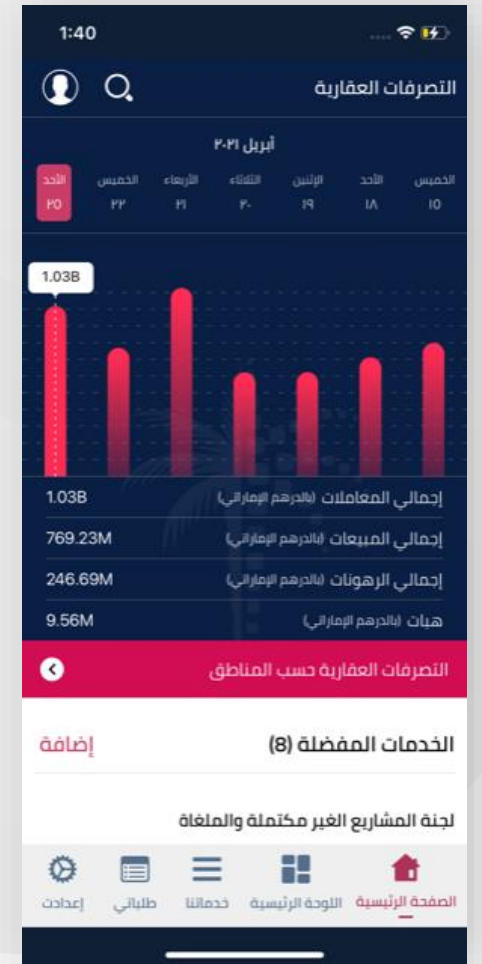 1:40
التصرفات العقارية
أبريل ٢٠٢١
الخميس الأحد الإثنين الثلاثاء الأربعاء الخميس الأحد
١٥ ١٨ ١٩ ٢٠ ٢١ ٢٢ ٢٥
1.03B
إجمالي المعاملات (بالدرهم الإماراتي) 1.03B
إجمالي المبيعات (بالدرهم الإماراتي) 769.23M
إجمالي الرهونات (بالدرهم الإماراتي) 246.69M
هبات (بالدرهم الإماراتي) 9.56M
التصرفات العقارية حسب المناطق
الخدمات المفضلة (8) إضافة
لجنة المشاريع الغير مكتملة والملغاة
الصفحة الرئيسية اللوحة الرئيسية خدماتنا طلباتي إعدادت